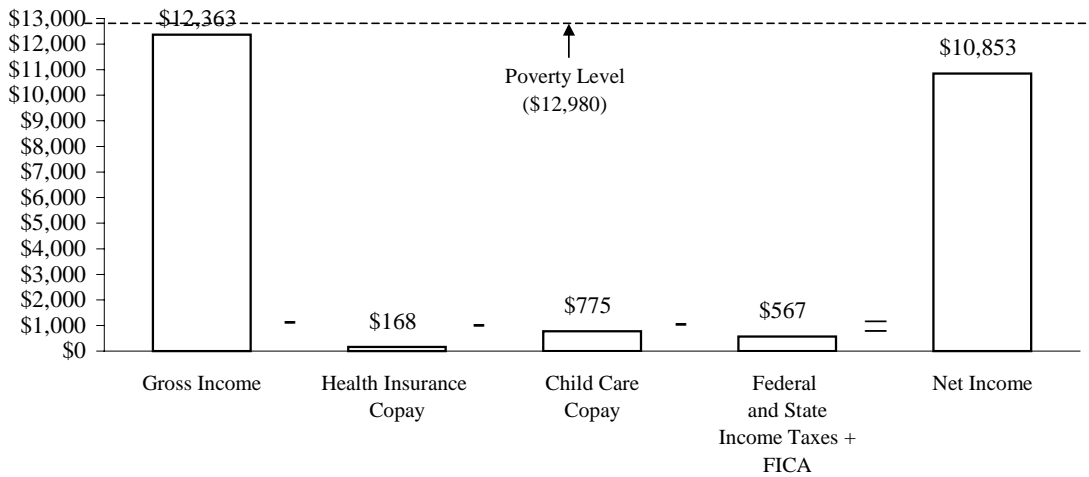 $13,000
$12,000
$11,000
$10,000
$9,000
$8,000
$7,000
$6,000
$5,000
$4,000
$3,000
$2,000
$1,000
$0
$12,363
Poverty Level
($12,980)
$10,853
-
$168
-
$775
-
$567
=
Gross Income
Health Insurance
Copay
Child Care
Copay
Federal
and State
Income Taxes +
FICA
Net Income